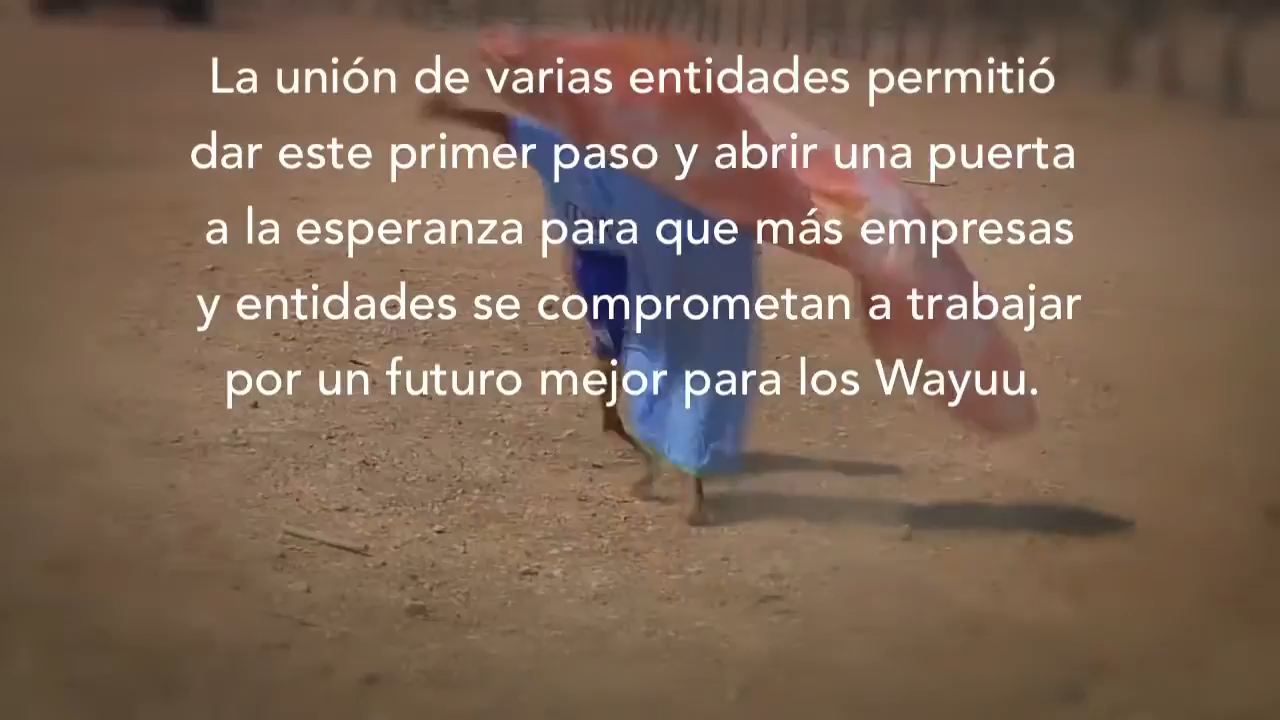 La unión de varias entidades permitió
dar este primer paso y abrir una puerta
a la esperanza para que más empresas
y entidades se comprometan a trabajar
por un futuro mejor para los Wayuu.